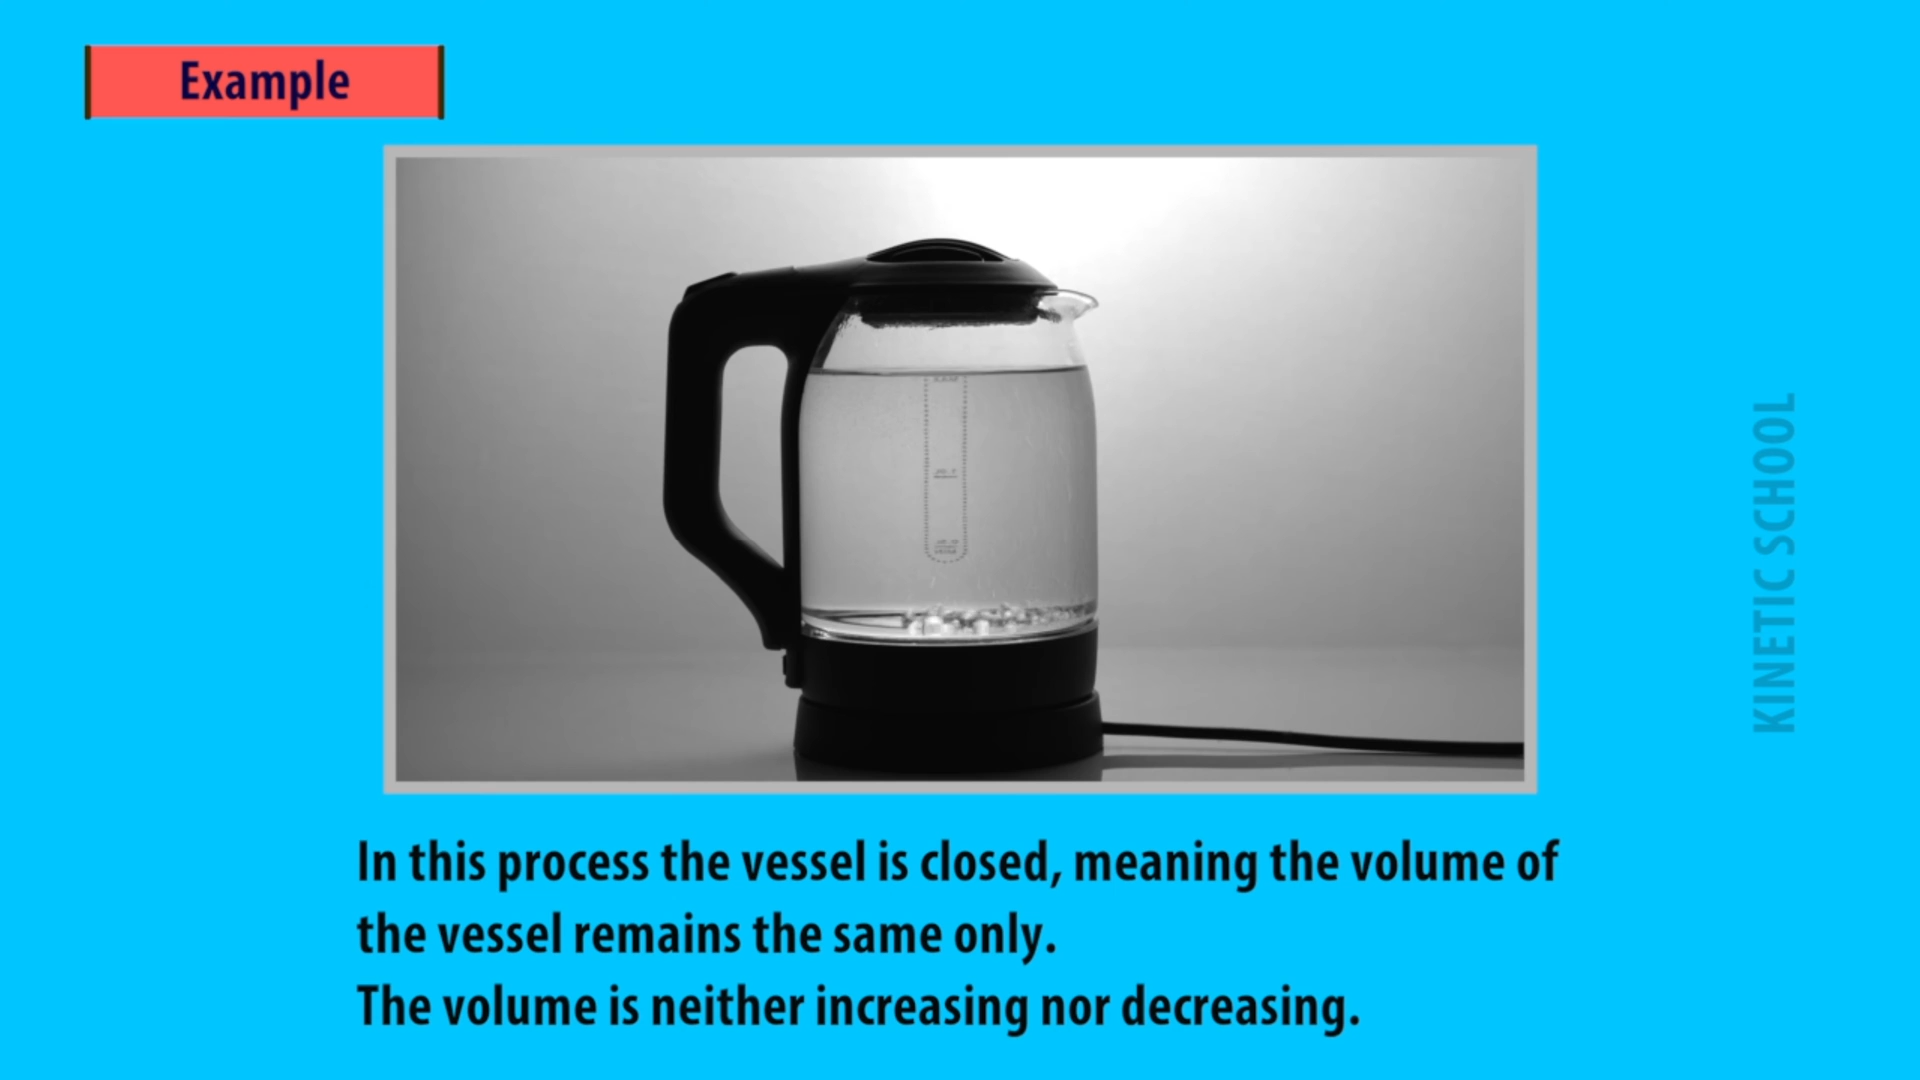 Example
In this process the vessel is closed, meaning the volume of
the vessel remains the same only.
The volume is neither increasing nor decreasing.
KINETIC SCHOOL